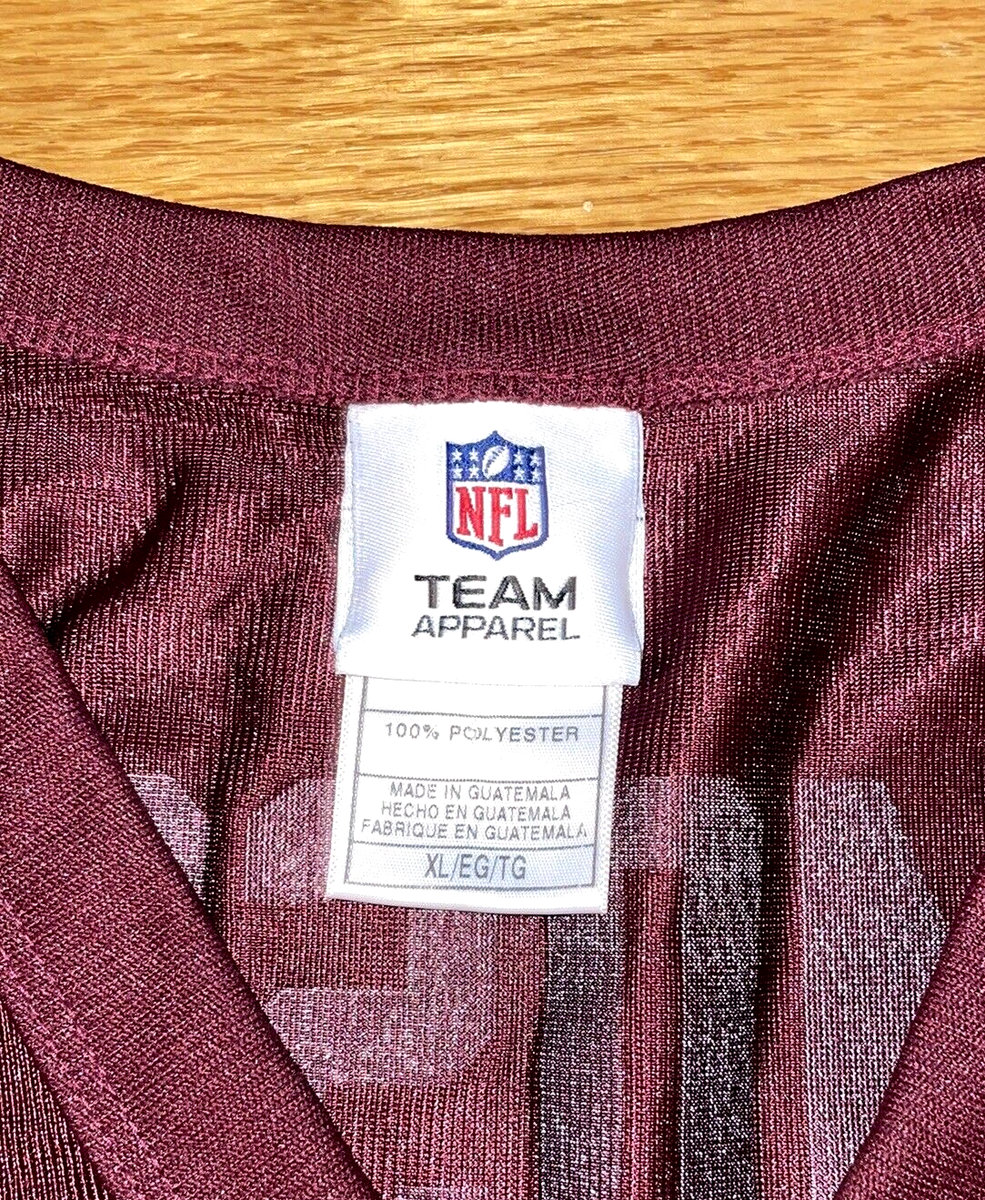 NFL
TEAM
APPAREL
100% POLYESTER
MADE IN GUATEMALA
HECHO EN GUATEMALA
FABRIQUE EN GUATEMALA
XL/EG/TG